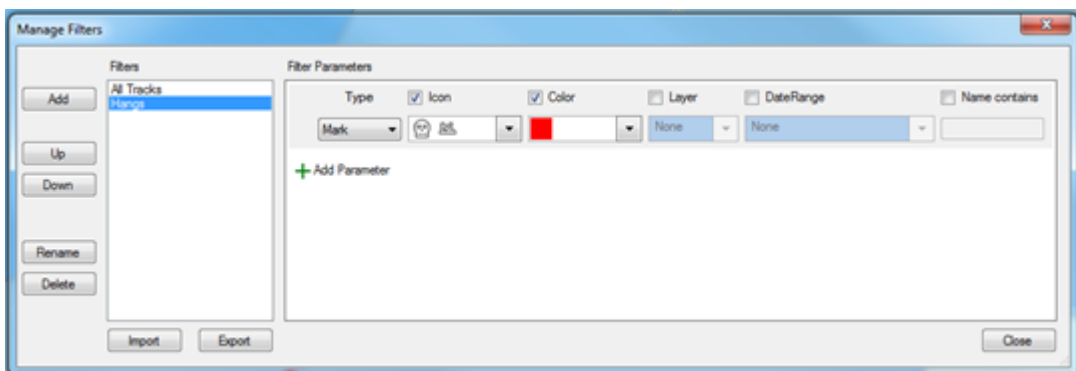 Manage Filters
Filters
Filter Parameters
Add
All Tracks
Hangs
Type
Icon
Color
Layer
DateRange
Name contains
Mark
None
None
Up
Add Parameter
Down
Rename
Delete
Import
Export
Close